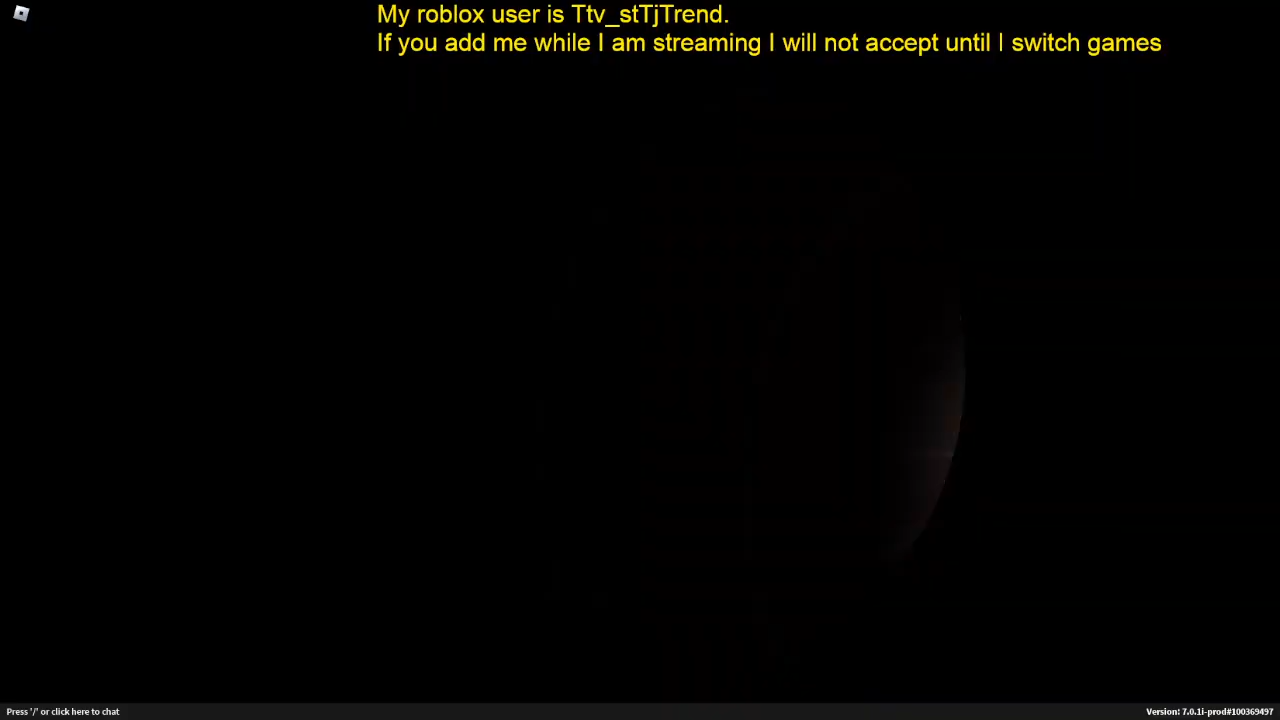 My roblox user is Ttv_stTjTrend.
If you add me while I am streaming I will not accept until I switch games
Press '/' or click here to chat
Version: 7.0.1i-prod#100369497